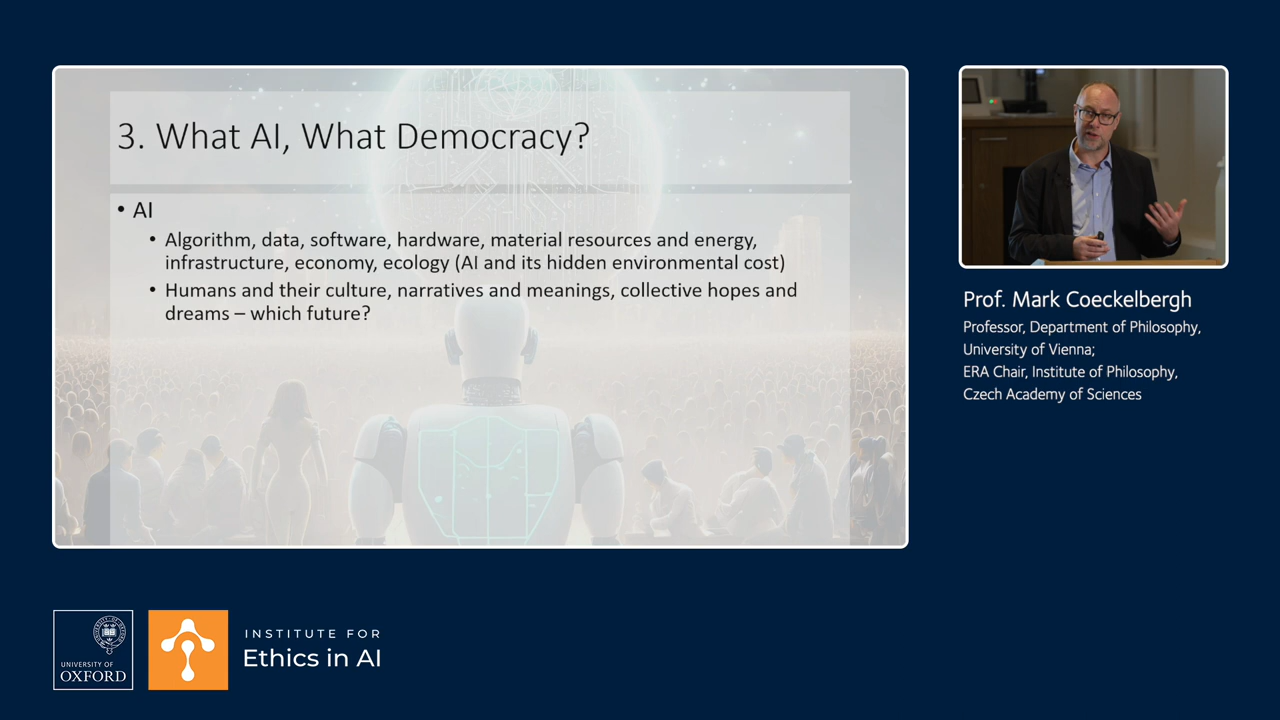 3. What AI, What Democracy?
• AI
• Algorithm, data, software, hardware, material resources and energy,
infrastructure, economy, ecology (AI and its hidden environmental cost)
• Humans and their culture, narratives and meanings, collective hopes and
dreams – which future?
Prof. Mark Coeckelbergh
Professor, Department of Philosophy,
University of Vienna;
ERA Chair, Institute of Philosophy,
Czech Academy of Sciences
UNIVERSITY OF
OXFORD
INSTITUTE FOR
Ethics in AI